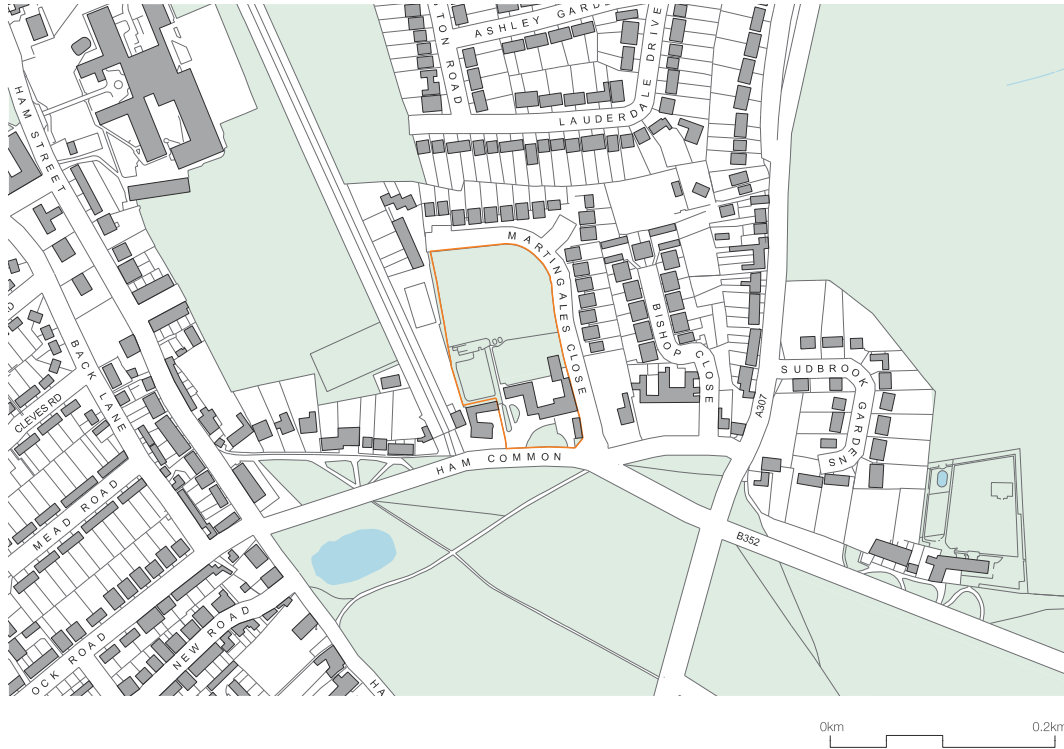 ASHLEY GARD
TON ROAD
LAUDERDALE DRIVE
HAM STREET
MARTINGALES CLOSE
BISHOP CLOSE
SUDBROOK GARDENS
A307
BACK LANE
CLEVES RD
D
HAM COMMON
MEAD ROAD
B352
NEW ROAD
OCK ROAD
HA
0km
0.2km